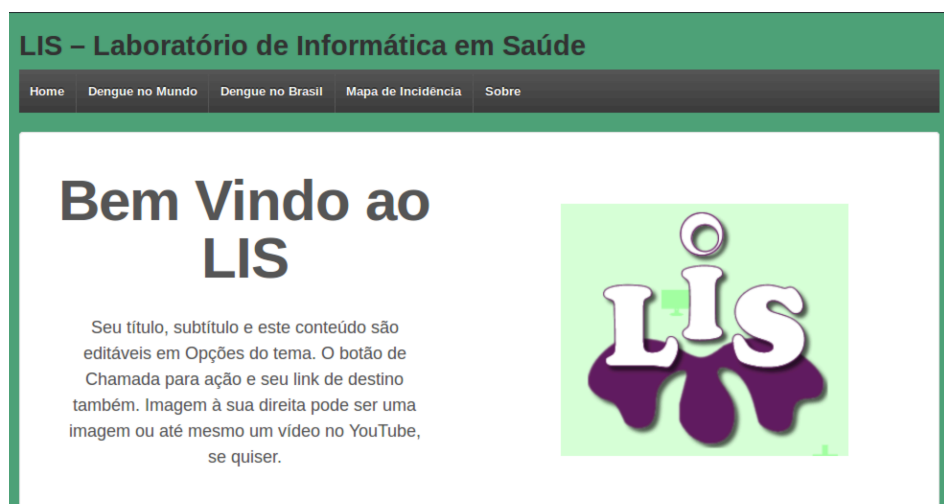 LIS – Laboratório de Informática em Saúde
Home Dengue no Mundo Dengue no Brasil Mapa de Incidência Sobre
Bem Vindo ao
LIS
Seu título, subtítulo e este conteúdo são
editáveis em Opções do tema. O botão de
Chamada para ação e seu link de destino
também. Imagem à sua direita pode ser uma
imagem ou até mesmo um vídeo no YouTube,
se quiser.
LiS